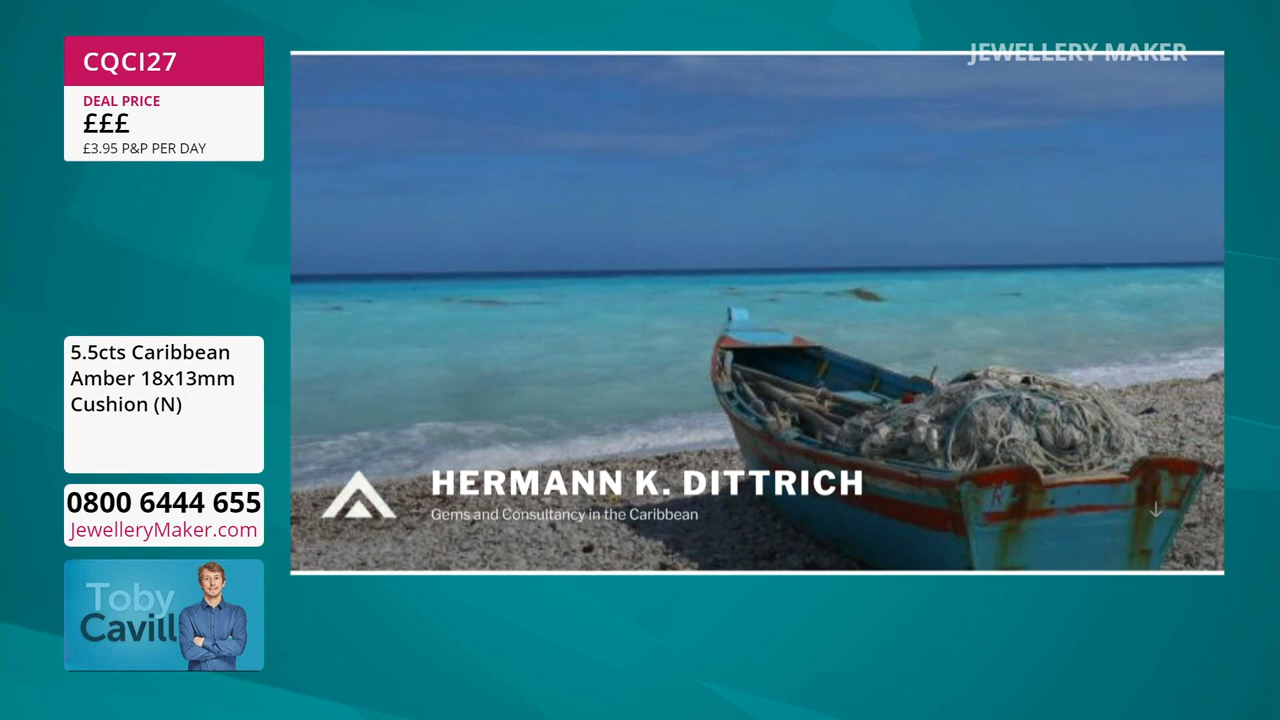 CQCI27
DEAL PRICE
£££
£3.95 P&P PER DAY
5.5cts Caribbean
Amber 18x13mm
Cushion (N)
0800 6444 655
JewelleryMaker.com
Toby
Cavill
JEWELLERY MAKER
HERMANN K. DITTRICH
Gems and Consultancy in the Caribbean